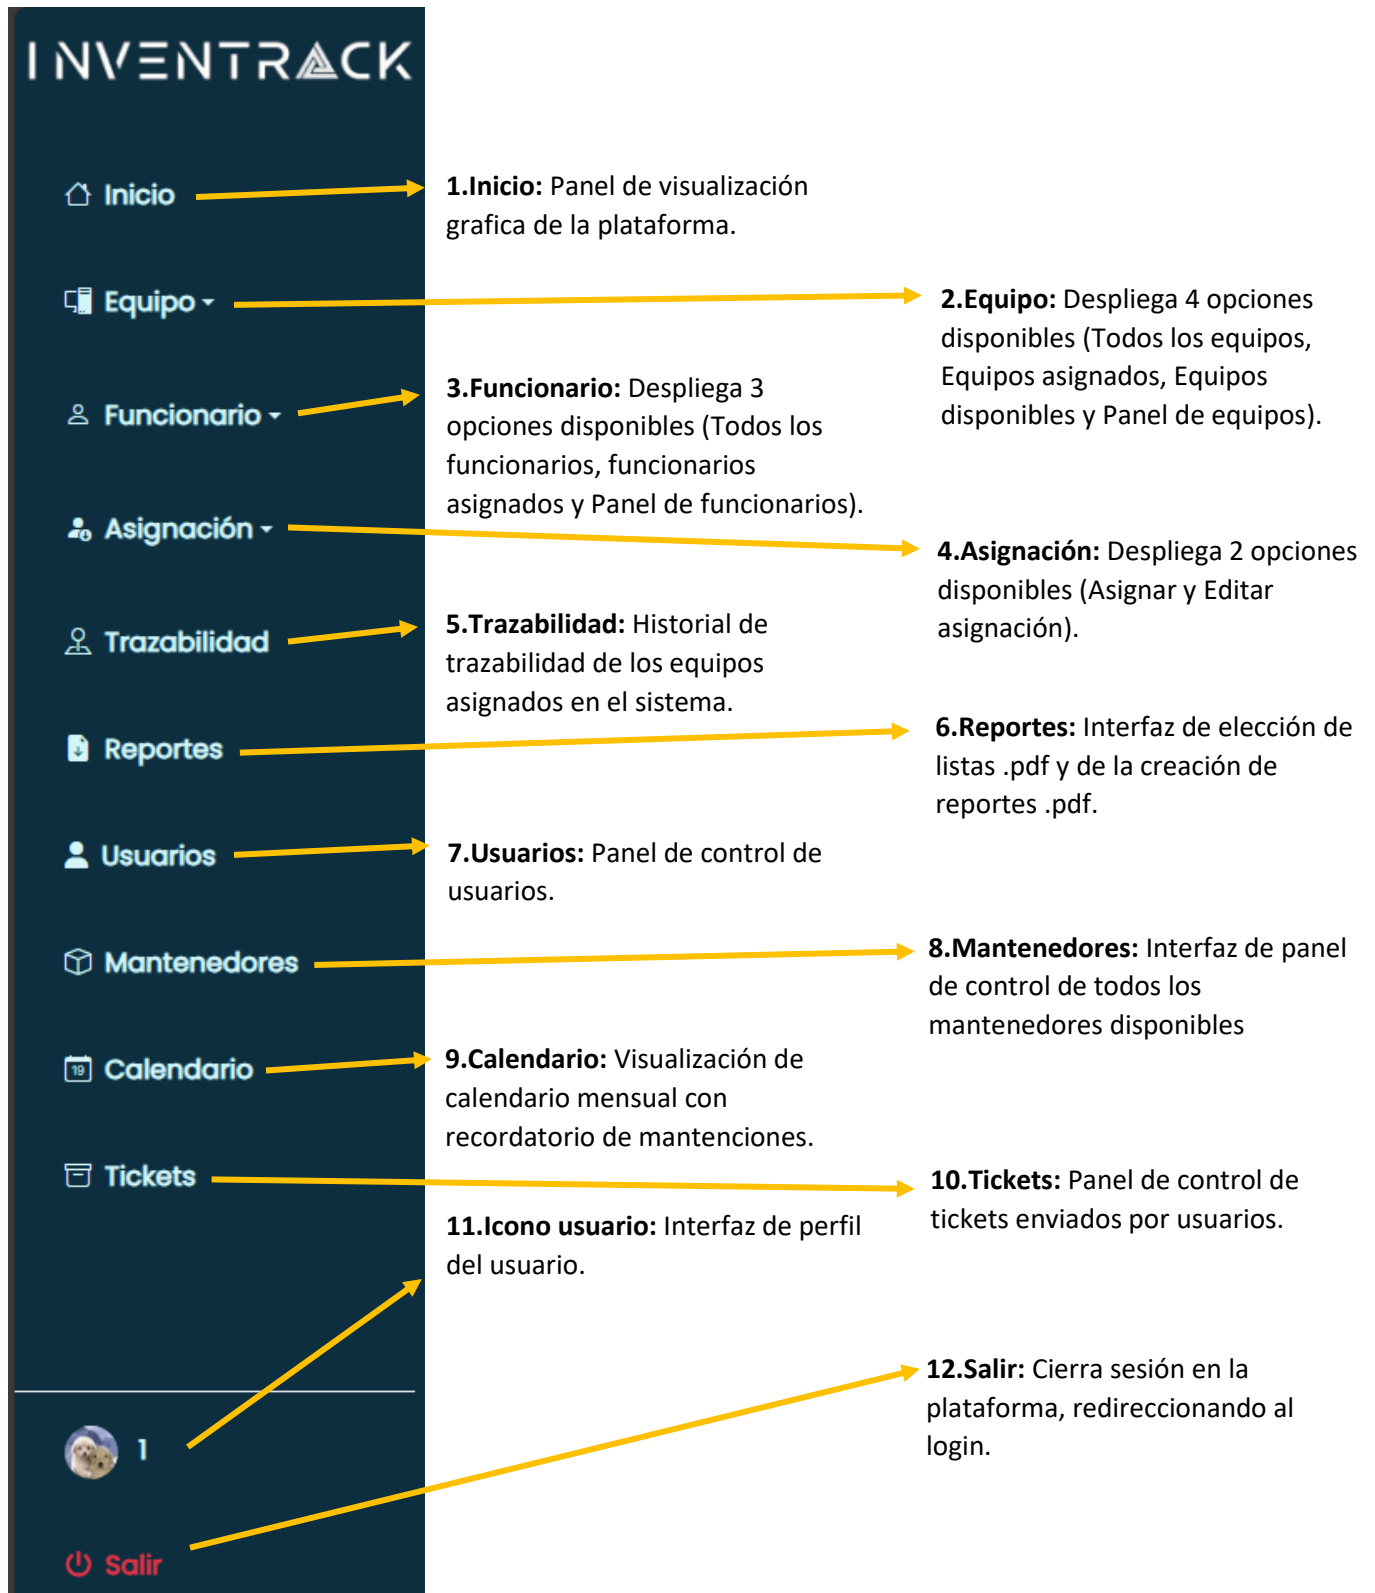 INVENTRACK
Inicio
1.Inicio: Panel de visualización
grafica de la plataforma.
Equipo
2.Equipo: Despliega 4 opciones
disponibles (Todos los equipos,
Equipos asignados, Equipos
disponibles y Panel de equipos).
Funcionario
3.Funcionario: Despliega 3
opciones disponibles (Todos los
funcionarios, funcionarios
asignados y Panel de funcionarios).
Asignación
4.Asignación: Despliega 2 opciones
disponibles (Asignar y Editar
asignación).
Trazabilidad
5.Trazabilidad: Historial de
trazabilidad de los equipos
asignados en el sistema.
Reportes
6.Reportes: Interfaz de elección de
listas .pdf y de la creación de
reportes .pdf.
Usuarios
7.Usuarios: Panel de control de
usuarios.
Mantenedores
8.Mantenedores: Interfaz de panel
de control de todos los
mantenedores disponibles
19
Calendario
9.Calendario: Visualización de
calendario mensual con
recordatorio de mantenciones.
Tickets
10.Tickets: Panel de control de
tickets enviados por usuarios.
11.Icono usuario: Interfaz de perfil
del usuario.
1
12.Salir: Cierra sesión en la
plataforma, redireccionando al
login.
Salir